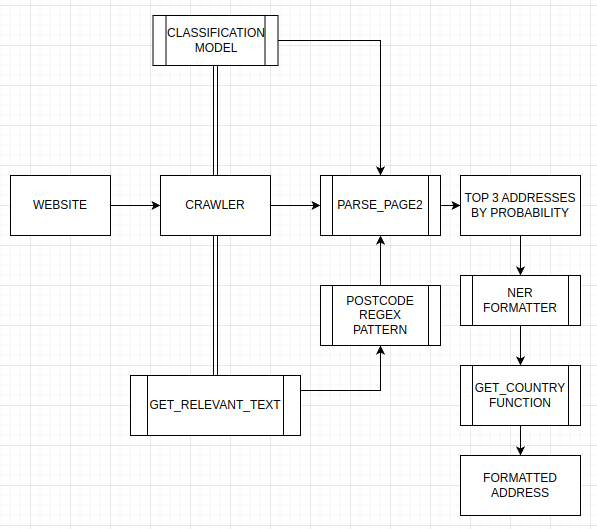 CLASSIFICATION
MODEL
WEBSITE
CRAWLER
PARSE_PAGE2
TOP 3 ADDRESSES
BY PROBABILITY
POSTCODE
REGEX
PATTERN
NER
FORMATTER
GET_RELEVANT_TEXT
GET_COUNTRY
FUNCTION
FORMATTED
ADDRESS